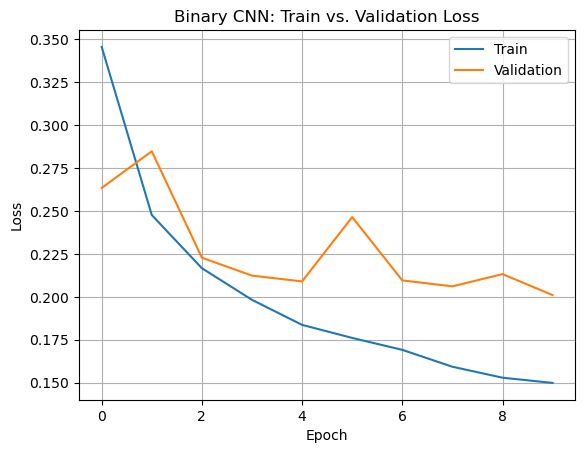 Binary CNN: Train vs. Validation Loss
Train
Validation
0.350
0.325
0.300
0.275
0.250
0.225
0.200
0.175
0.150
Loss
0 2 4 6 8
Epoch